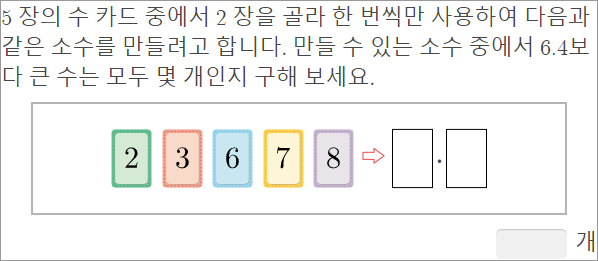 5 장의 수 카드 중에서 2 장을 골라 한 번씩만 사용하여 다음과
같은 소수를 만들려고 합니다. 만들 수 있는 소수 중에서 6.4보
다 큰 수는 모두 몇 개인지 구해 보세요.
2 3 6 7 8 ⇨ □.□
개